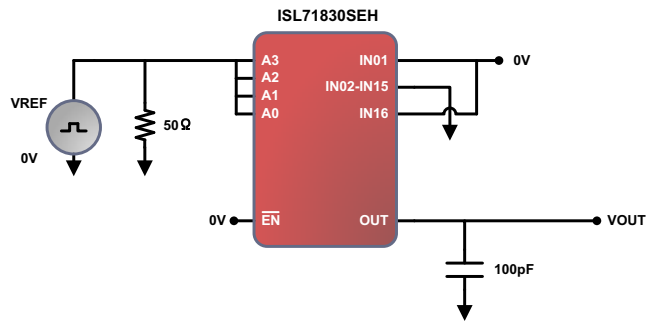 ISL71830SEH
A3
A2
A1
A0
IN01
IN02-IN15
IN16
0V
VREF
0V
50Ω
0V
EN
OUT
VOUT
100pF